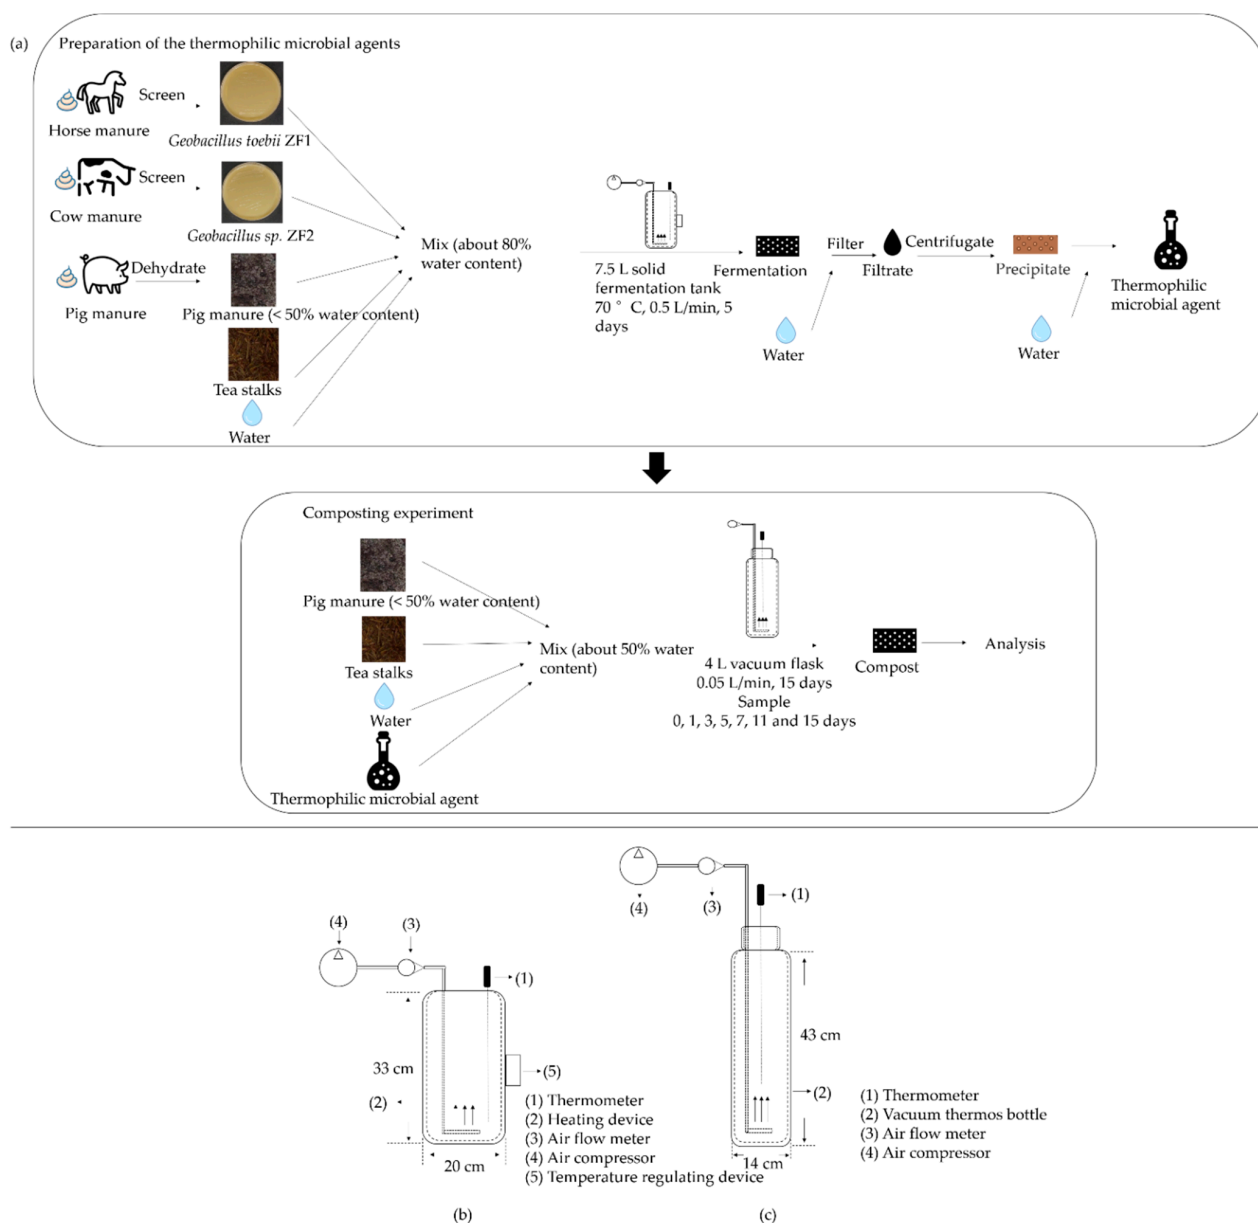 (a)
Preparation of the thermophilic microbial agents
Screen
Horse manure
Geobacillus toebii ZF1
Screen
Cow manure
Geobacillus sp. ZF2
Dehydrate
Pig manure
Pig manure (< 50% water content)
Tea stalks
Water
Mix (about 80%
water content)
7.5 L solid
fermentation tank
70 ° C, 0.5 L/min, 5
days
Fermentation
Water
Filter
Filtrate
Centrifugate
Precipitate
Water
Thermophilic
microbial agent
Composting experiment
Pig manure (< 50% water content)
Tea stalks
Water
Thermophilic microbial agent
Mix (about 50% water
content)
4 L vacuum flask
0.05 L/min, 15 days
Sample
0, 1, 3, 5, 7, 11 and 15 days
Compost
Analysis
(4)
(3)
(1)
33 cm
(2)
(5)
20 cm
(1) Thermometer
(2) Heating device
(3) Air flow meter
(4) Air compressor
(5) Temperature regulating device
(b)
(4)
(3)
(1)
43 cm
(2)
14 cm
(1) Thermometer
(2) Vacuum thermos bottle
(3) Air flow meter
(4) Air compressor
(c)